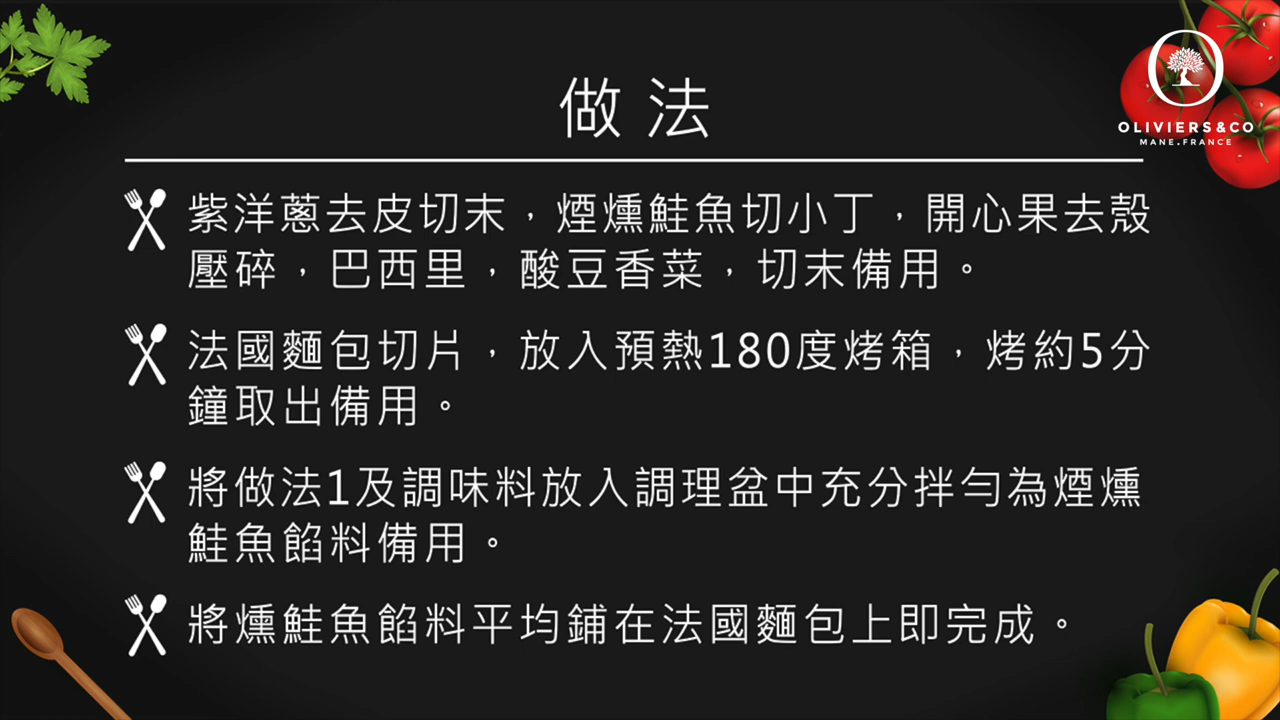 做法
OLIVIERS&CO
MANE.FRANCE
紫洋蔥去皮切末，煙燻鮭魚切小丁，開心果去殼
壓碎，巴西里，酸豆香菜，切末備用。
法國麵包切片，放入預熱180度烤箱，烤約5分
鐘取出備用。
將做法1及調味料放入調理盆中充分拌勻為煙燻
鮭魚餡料備用。
將燻鮭魚餡料平均鋪在法國麵包上即完成。